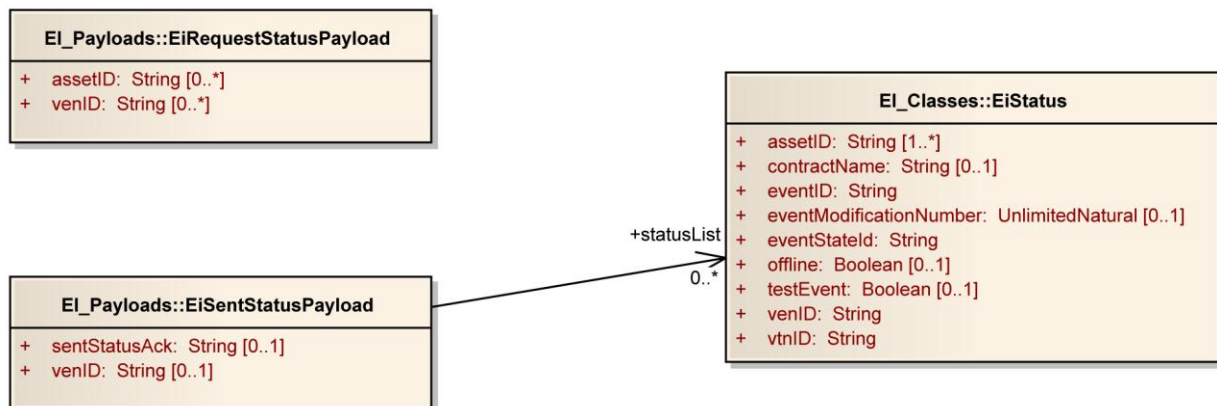 EI_Payloads::EiRequestStatusPayload
+ assetID: String [0..*]
+ venID: String [0..*]
EI_Classes::EiStatus
+ assetID: String [1..*]
+ contractName: String [0..1]
+ eventID: String
+ eventModificationNumber: UnlimitedNatural [0..1]
+ eventStateId: String
+ offline: Boolean [0..1]
+ testEvent: Boolean [0..1]
+ venID: String
+ vtnID: String
+statusList
0..*
EI_Payloads::EiSentStatusPayload
+ sentStatusAck: String [0..1]
+ venID: String [0..1]